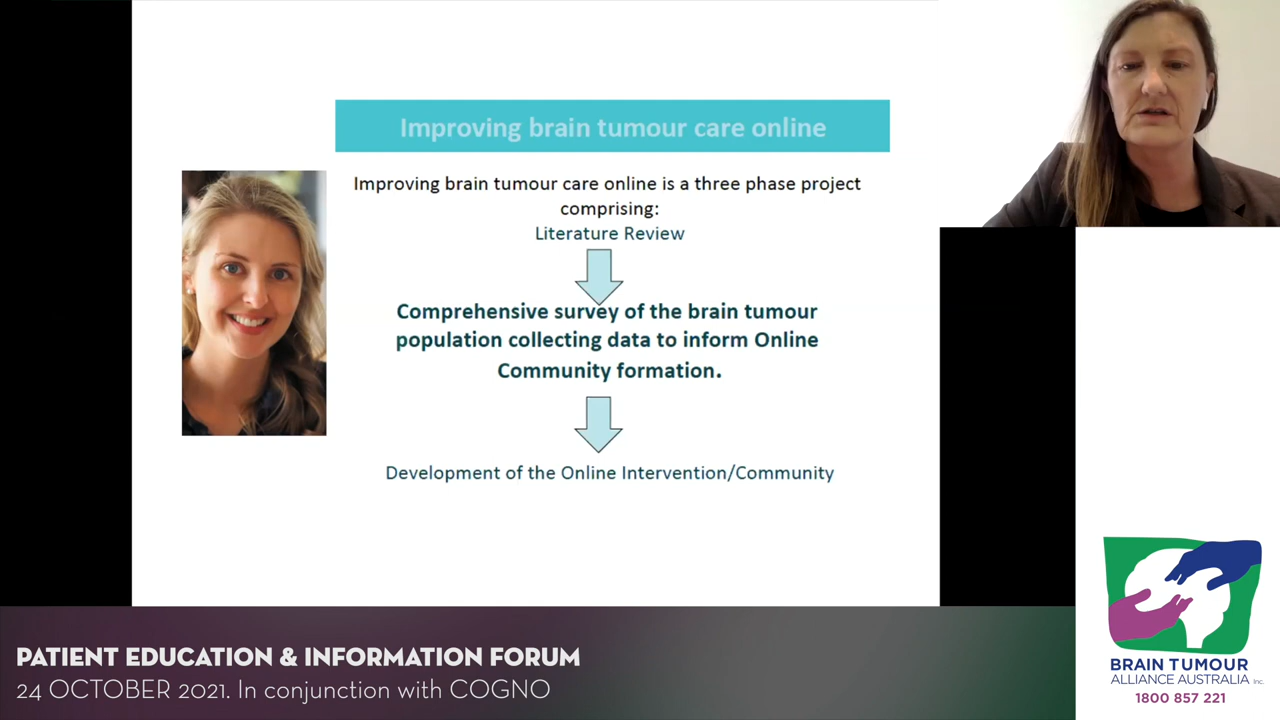 Improving brain tumour care online
Improving brain tumour care online is a three phase project
comprising:
Literature Review
Comprehensive survey of the brain tumour
population collecting data to inform Online
Community formation.
Development of the Online Intervention/Community
PATIENT EDUCATION & INFORMATION FORUM
24 OCTOBER 2021. In conjunction with COGNO
BRAIN TUMOUR
ALLIANCE AUSTRALIA Inc.
1800 857 221